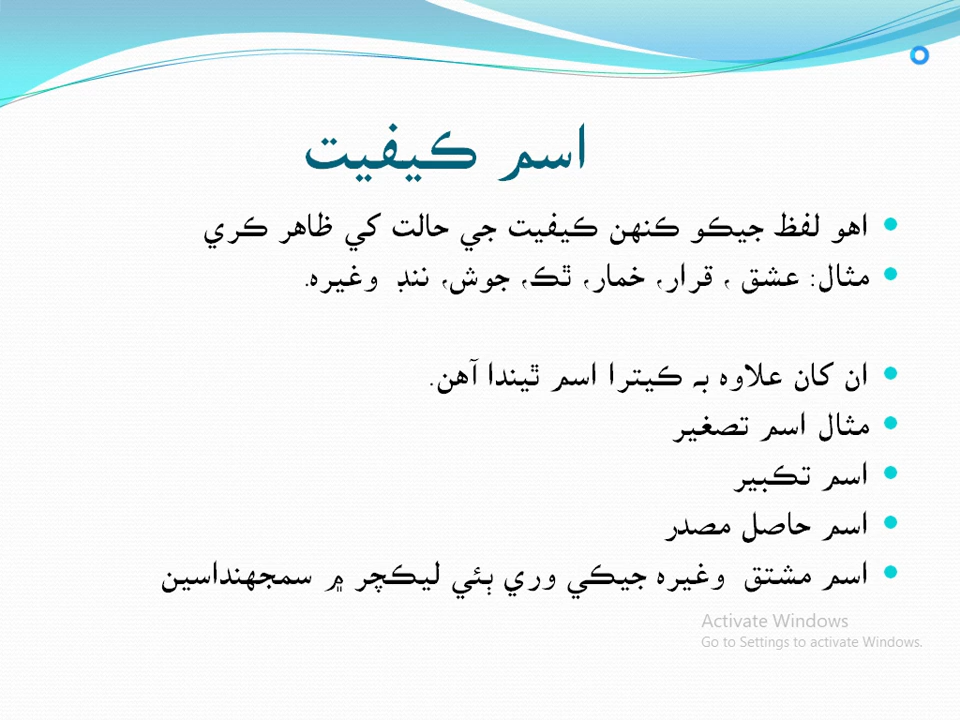 اسم ڪيفيت
اهو لفظ جيڪو ڪنهن ڪيفيت جي حالت کي ظاهر ڪري
مثال: عشق ، قرار، خمار، ٿڪ، جوش، ننڊ وغيره.
ان کان علاوه به ڪيترا اسم ٿيندا آهن.
مثال اسم تصغير
اسم تڪبير
اسم حاصل مصدر
اسم مشتق وغيره جيڪي وري ٻئي ليڪچر ۾ سمجهنداسين
Activate Windows
Go to Settings to activate Windows.